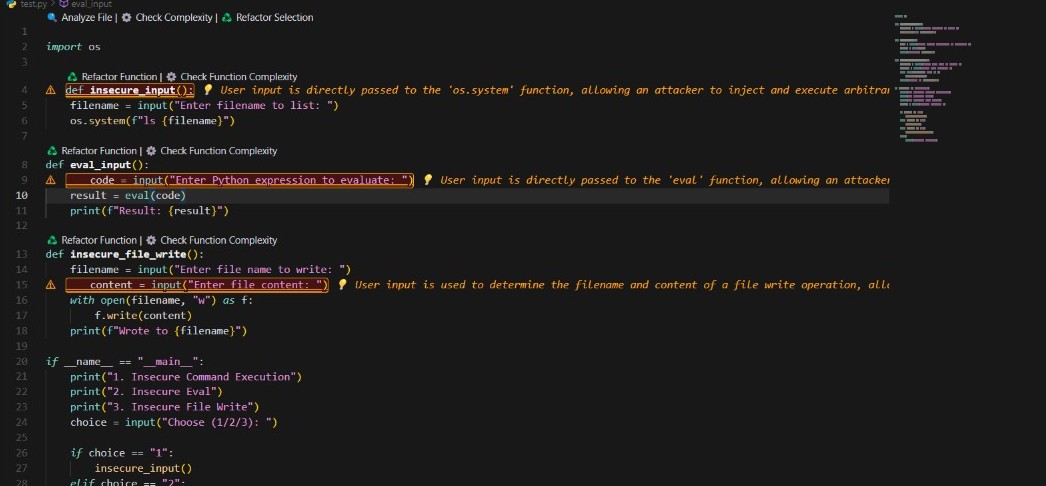 test.py > eval_input
Analyze File | Check Complexity | Refactor Selection
1
2 import os
3
Refactor Function | Check Function Complexity
4 def insecure_input(): User input is directly passed to the 'os.system' function, allowing an attacker to inject and execute arbitra
5 filename = input("Enter filename to list: ")
6 os.system(f"ls {filename}")
7
Refactor Function | Check Function Complexity
8 def eval_input():
9 code = input("Enter Python expression to evaluate: ") User input is directly passed to the 'eval' function, allowing an attacker
10 result = eval(code)
11 print(f"Result: {result}")
12
Refactor Function | Check Function Complexity
13 def insecure_file_write():
14 filename = input("Enter file name to write: ")
15 content = input("Enter file content: ") User input is used to determine the filename and content of a file write operation, allo
16 with open(filename, "w") as f:
17 f.write(content)
18 print(f"Wrote to {filename}")
19
20 if __name__ == "__main__":
21 print("1. Insecure Command Execution")
22 print("2. Insecure Eval")
23 print("3. Insecure File Write")
24 choice = input("Choose (1/2/3): ")
25
26 if choice == "1":
27 insecure_input()
28 elif choice == "2":